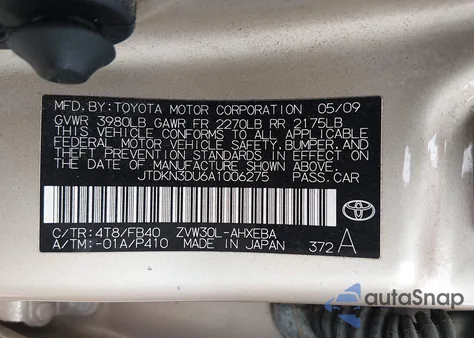 MFD. BY: TOYOTA MOTOR CORPORATION 05/09
GVWR 3980LB GAWR FR 2270LB RR 2175LB
THIS VEHICLE CONFORMS TO ALL APPLICABLE
FEDERAL MOTOR VEHICLE SAFETY, BUMPER, AND
THEFT PREVENTION STANDARDS IN EFFECT ON
THE DATE OF MANUFACTURE SHOWN ABOVE.
JTDKN3DU6A1006275 PASS.CAR
C/TR: 4T8/FB40 ZVW30L-AHXEBA
A/TM: -01A/P410 MADE IN JAPAN 372 A
TOYOTA
autaSnap